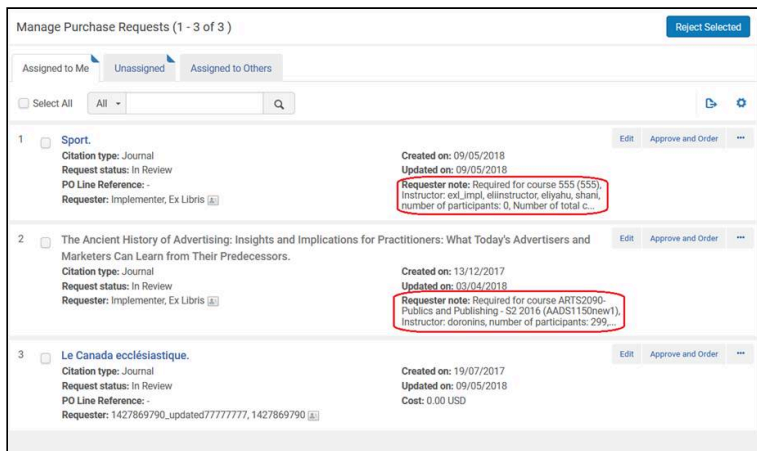 Manage Purchase Requests (1 - 3 of 3 )
Reject Selected
Assigned to Me
Unassigned
Assigned to Others
Select All
All
1
Sport.
Edit
Approve and Order
Citation type: Journal
Request status: In Review
PO Line Reference: -
Requester: Implementer, Ex Libris
Created on: 09/05/2018
Updated on: 09/05/2018
Requester note: Required for course 555 (555),
Instructor: exl_impl, eliinstructor, eliyahu, shani,
number of participants: 0, Number of total c...
2
The Ancient History of Advertising: Insights and Implications for Practitioners: What Today's Advertisers and
Marketers Can Learn from Their Predecessors.
Edit
Approve and Order
Citation type: Journal
Request status: In Review
Requester: Implementer, Ex Libris
Created on: 13/12/2017
Updated on: 03/04/2018
Requester note: Required for course ARTS2090-
Publics and Publishing - S2 2016 (AADS1150new1),
Instructor: doronins, number of participants: 299,...
3
Le Canada ecclésiastique.
Edit
Approve and Order
Citation type: Journal
Request status: In Review
PO Line Reference: -
Requester: 1427869790_updated77777777, 1427869790
Created on: 19/07/2017
Updated on: 09/05/2018
Cost: 0.00 USD